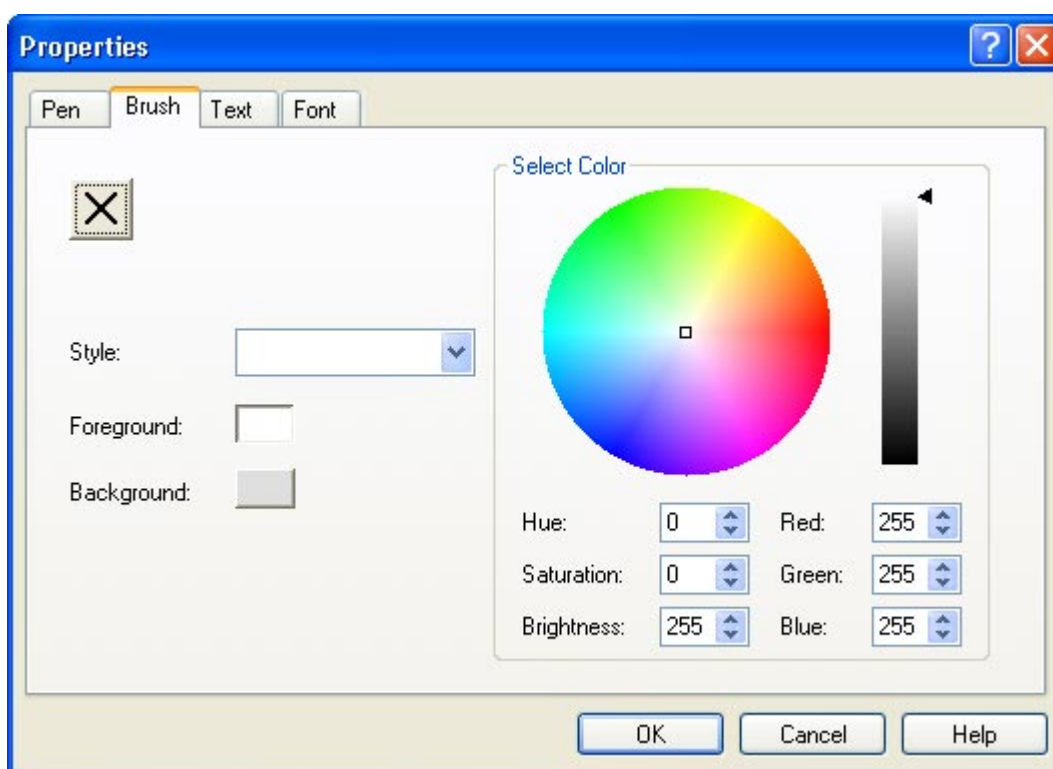 Properties
Pen Brush Text Font
Select Color
Style:
Foreground:
Background:
Hue: 0 Red: 255
Saturation: 0 Green: 255
Brightness: 255 Blue: 255
OK Cancel Help